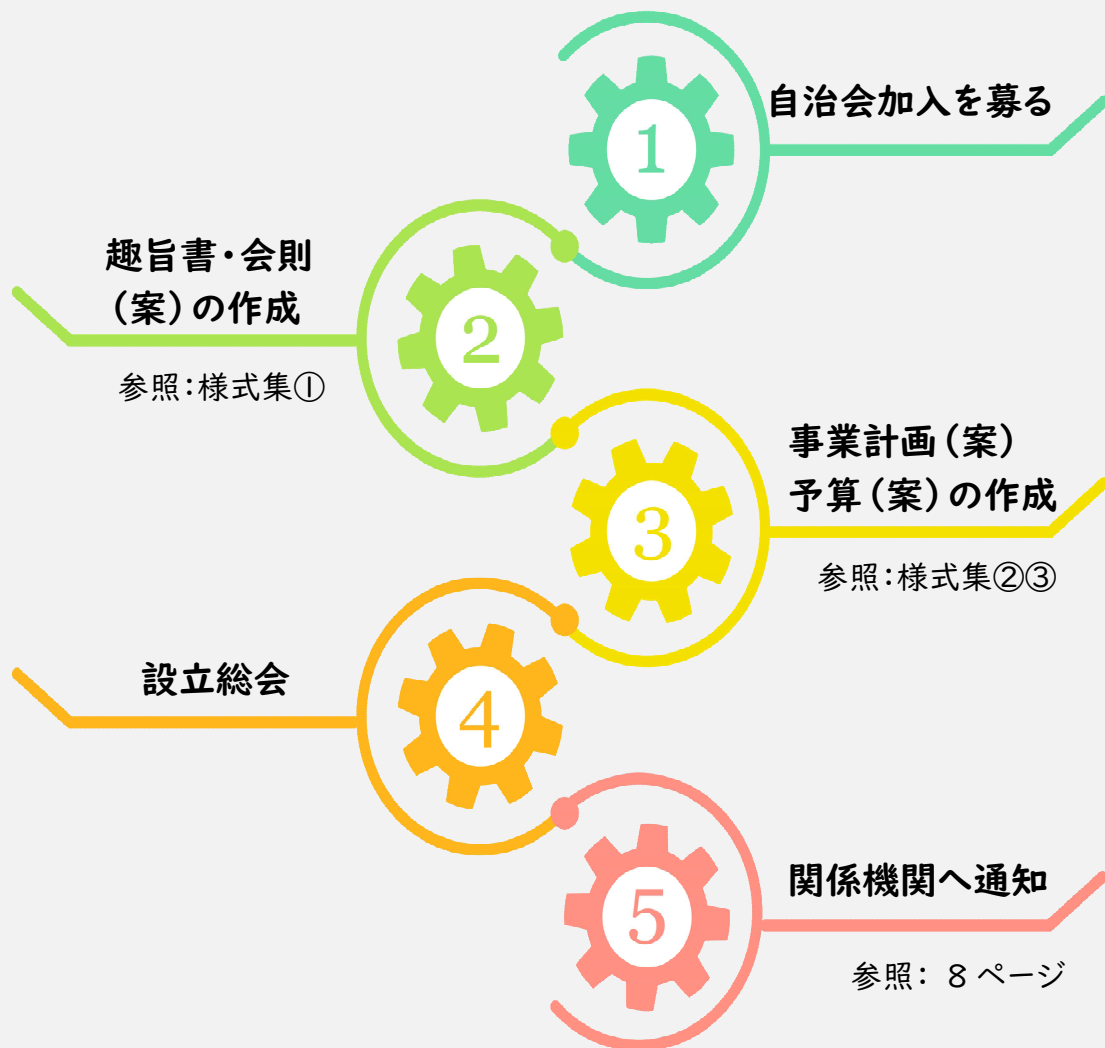 1
自治会加入を募る
2
趣旨書・会則
(案)の作成
参照:様式集①
3
事業計画(案)
予算(案)の作成
参照:様式集②③
4
設立総会
5
関係機関へ通知
参照: 8 ページ